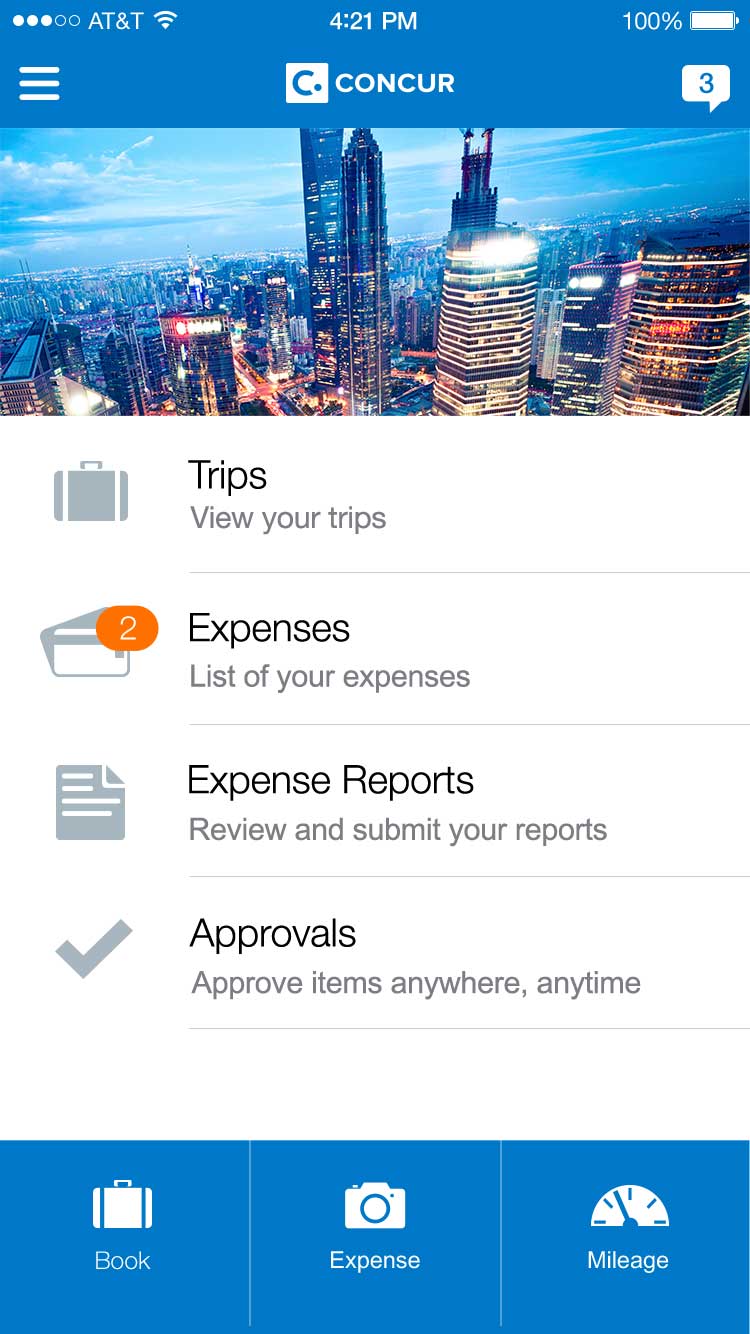 AT&T 4:21 PM 100%
C. CONCUR 3
Trips
View your trips
2
Expenses
List of your expenses
Expense Reports
Review and submit your reports
Approvals
Approve items anywhere, anytime
Book Expense Mileage